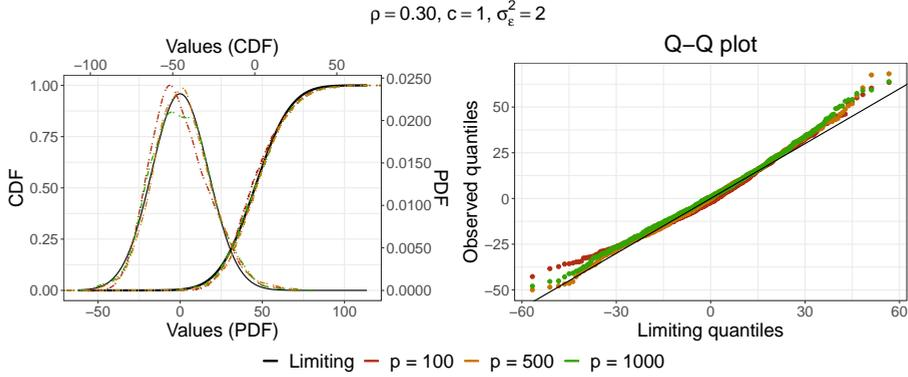 ρ = 0.30, c = 1, σ²_ε = 2
Values (CDF)
−100 −50 0 50
Q−Q plot
CDF
1.00
0.75
0.50
0.25
0.00
0.0250
0.0200
0.0150
0.0100
0.0050
0.0000
PDF
−50 0 50 100
Values (PDF)
Observed quantiles
50
25
0
−25
−50
−60 −30 0 30 60
Limiting quantiles
Limiting p = 100 p = 500 p = 1000